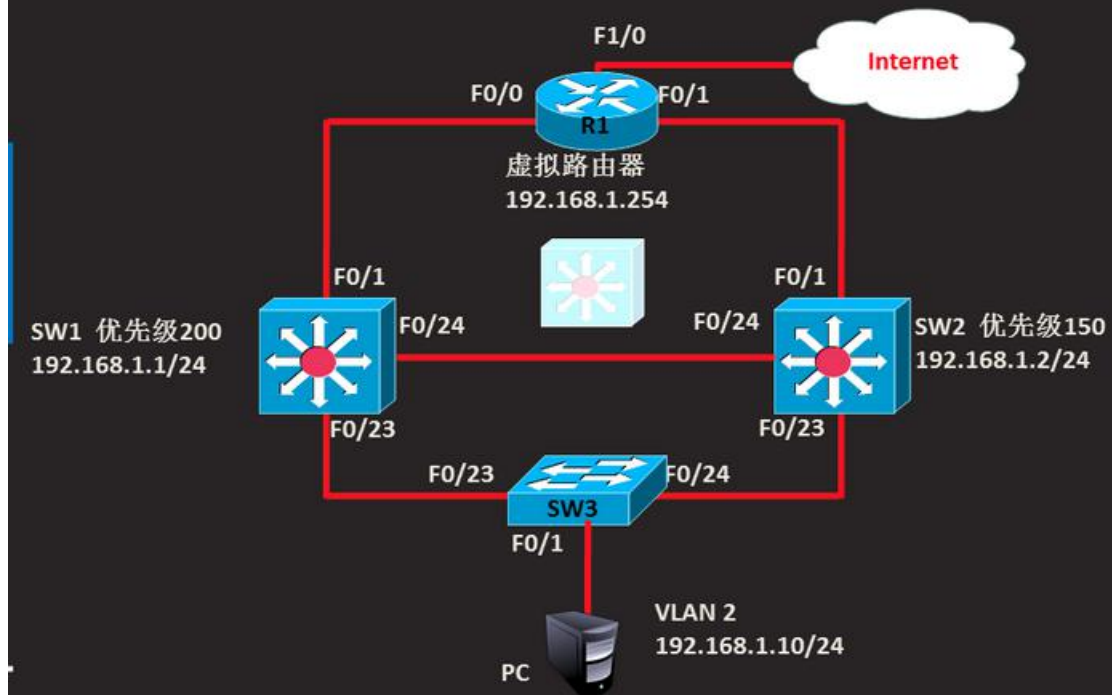 F1/0
Internet
F0/0
F0/1
R1
虚拟路由器
192.168.1.254
F0/1
F0/1
SW1 优先级200
192.168.1.1/24
F0/24
F0/24
SW2 优先级150
192.168.1.2/24
F0/23
F0/23
F0/23
F0/24
SW3
F0/1
VLAN 2
192.168.1.10/24
PC